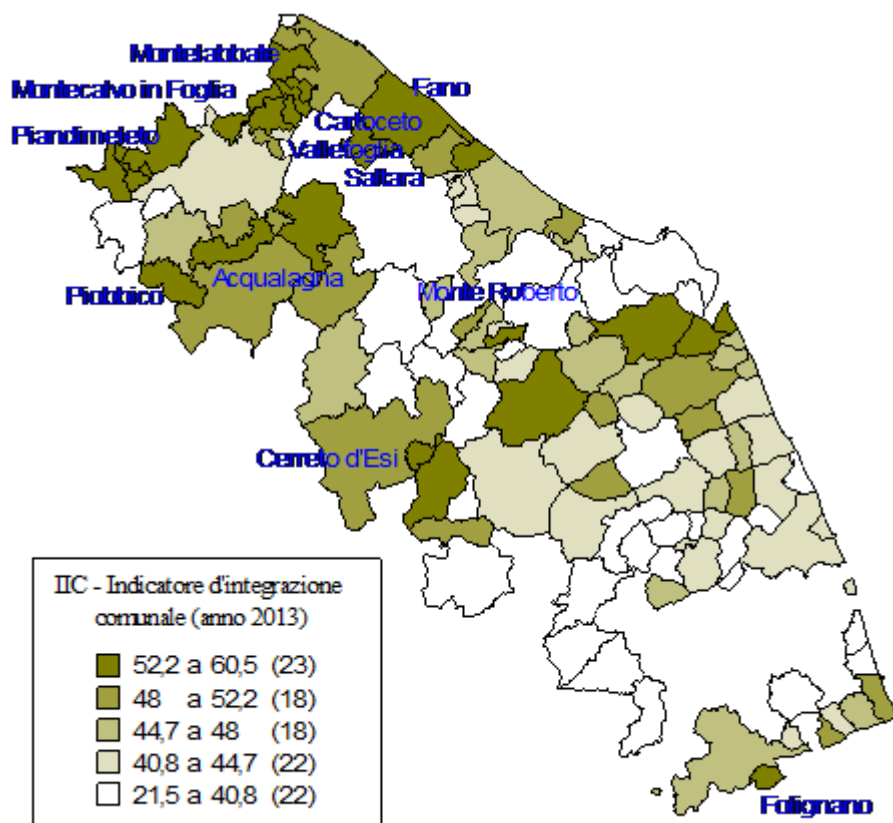 Montelabbate
Montecalvo in Foglia
Fano
Piandimeleto
Cartoceto
Vallefoglia
Saltara
Acqualagna
Piobbico
Monte Roberto
Cerreto d'Esi
IIC - Indicatore d'integrazione
comunale (anno 2013)
52,2 a 60,5 (23)
48 a 52,2 (18)
44,7 a 48 (18)
40,8 a 44,7 (22)
21,5 a 40,8 (22)
Folignano